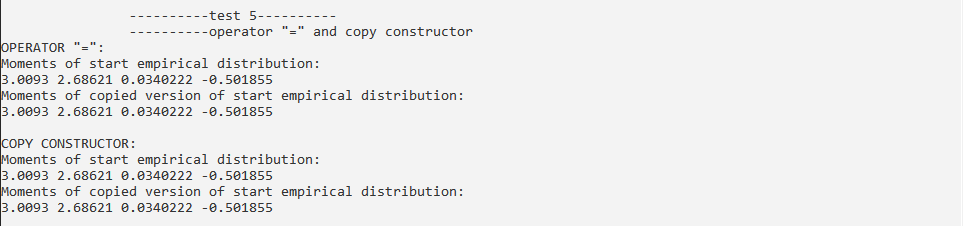 ----------test 5----------
----------operator "=" and copy constructor
OPERATOR "=":
Moments of start empirical distribution:
3.0093 2.68621 0.0340222 -0.501855
Moments of copied version of start empirical distribution:
3.0093 2.68621 0.0340222 -0.501855
COPY CONSTRUCTOR:
Moments of start empirical distribution:
3.0093 2.68621 0.0340222 -0.501855
Moments of copied version of start empirical distribution:
3.0093 2.68621 0.0340222 -0.501855